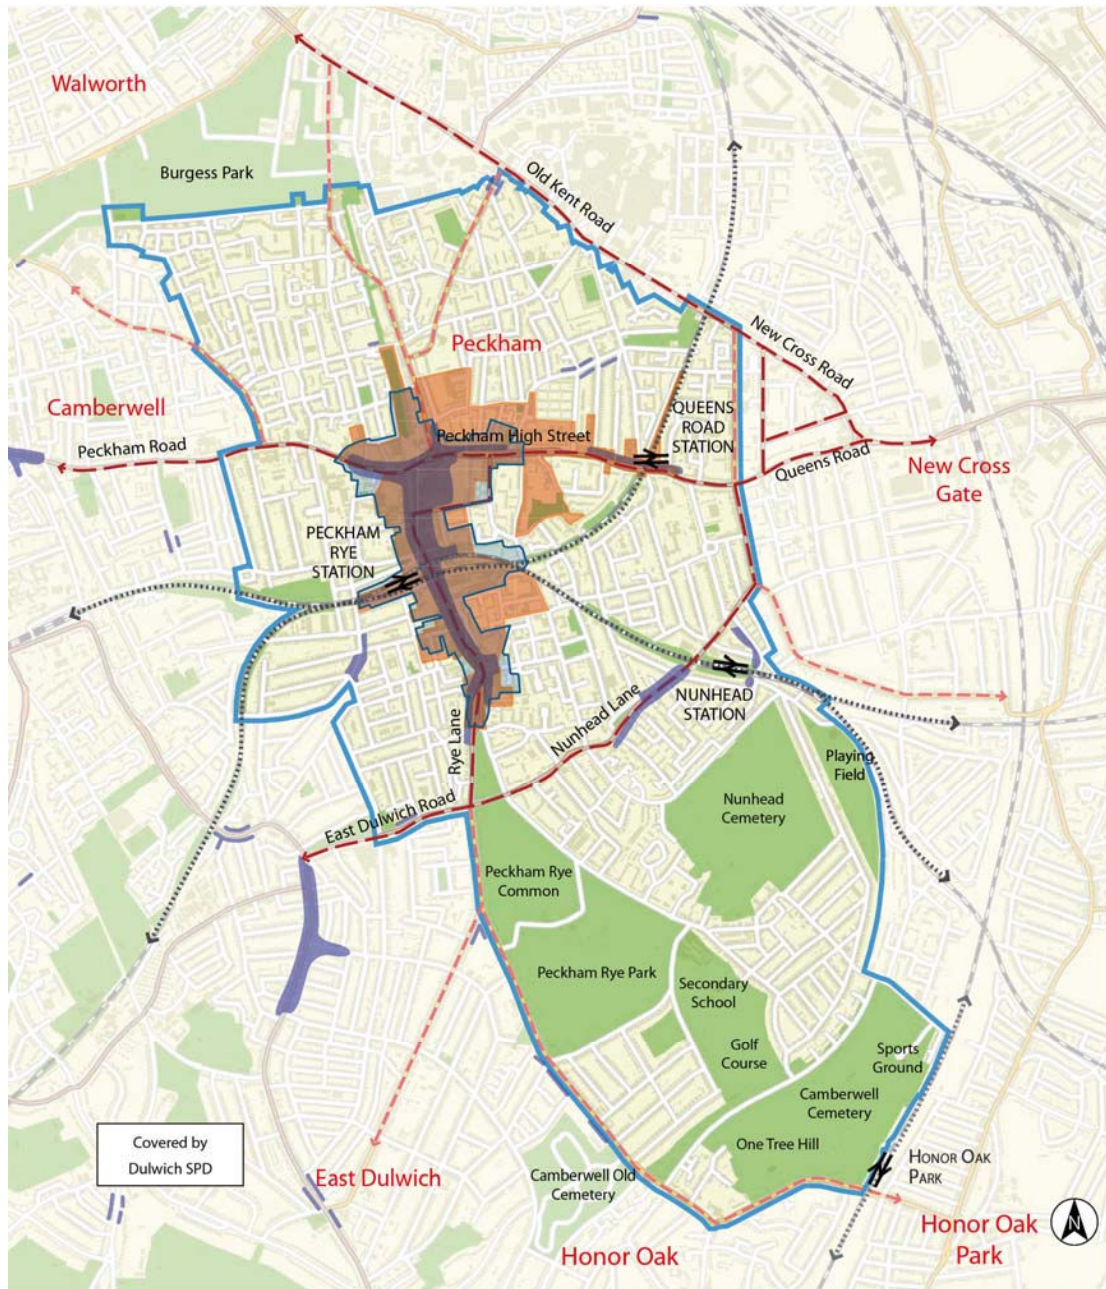 Walworth
Burgess Park
Old Kent Road
Peckham
New Cross Road
Camberwell
Peckham Road
Peckham High Street
QUEENS
ROAD
STATION
Queens Road
New Cross
Gate
PECKHAM
RYE
STATION
NUNHEAD
STATION
Nunhead Lane
Rye Lane
Playing
Field
Nunhead
Cemetery
East Dulwich Road
Peckham Rye
Common
Peckham Rye Park
Secondary
School
Golf
Course
Sports
Ground
Camberwell
Cemetery
One Tree Hill
Covered by
Dulwich SPD
East Dulwich
Camberwell Old
Cemetery
HONOR OAK
PARK
Honor Oak
Honor Oak
Park
N